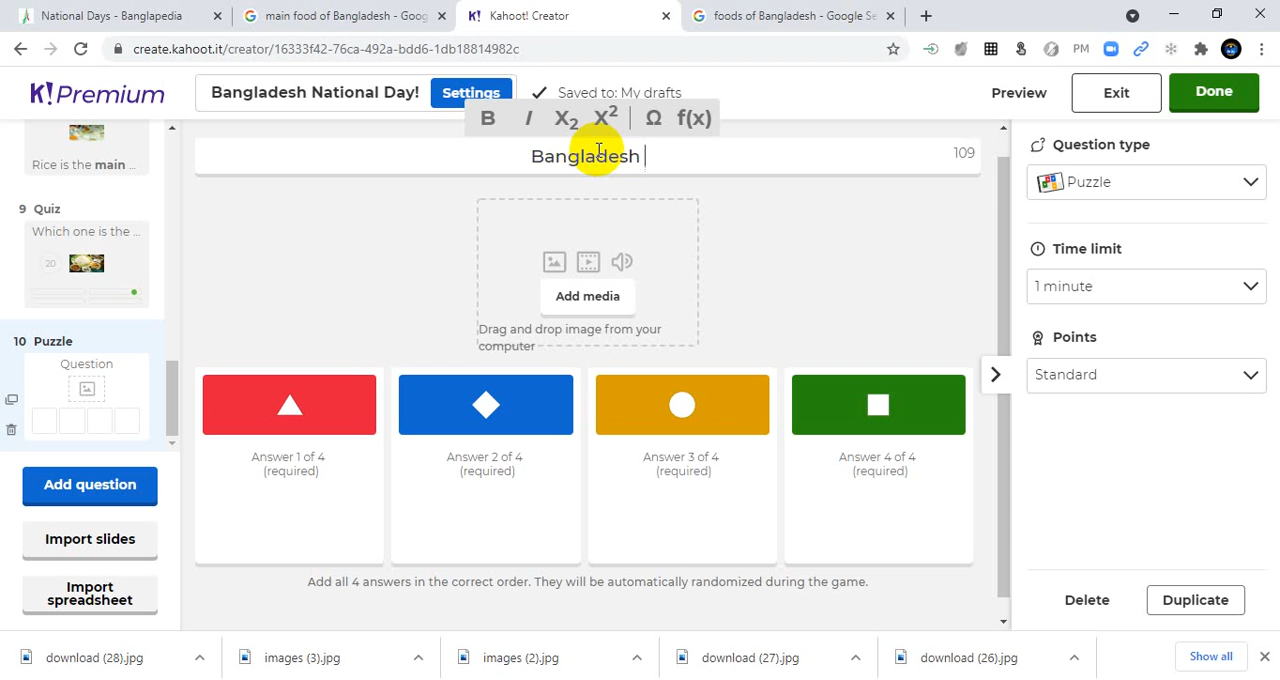 National Days - Banglapedia
main food of Bangladesh - Goog
Kahoot! Creator
foods of Bangladesh - Google Se
create.kahoot.it/creator/16333f42-76ca-492a-bdd6-1db18814982c
PM
K!Premium
Bangladesh National Day!
Settings
Saved to: My drafts
Preview
Exit
Done
B I X2 X2 Ω f(x)
Bangladesh
109
Rice is the main ...
9 Quiz
Which one is the ...
20
10 Puzzle
Question
Add question
Import slides
Import
spreadsheet
Add media
Drag and drop image from your
computer
Answer 1 of 4
(required)
Answer 2 of 4
(required)
Answer 3 of 4
(required)
Answer 4 of 4
(required)
Add all 4 answers in the correct order. They will be automatically randomized during the game.
Question type
Puzzle
Time limit
1 minute
Points
Standard
Delete
Duplicate
download (28).jpg
images (3).jpg
images (2).jpg
download (27).jpg
download (26).jpg
Show all